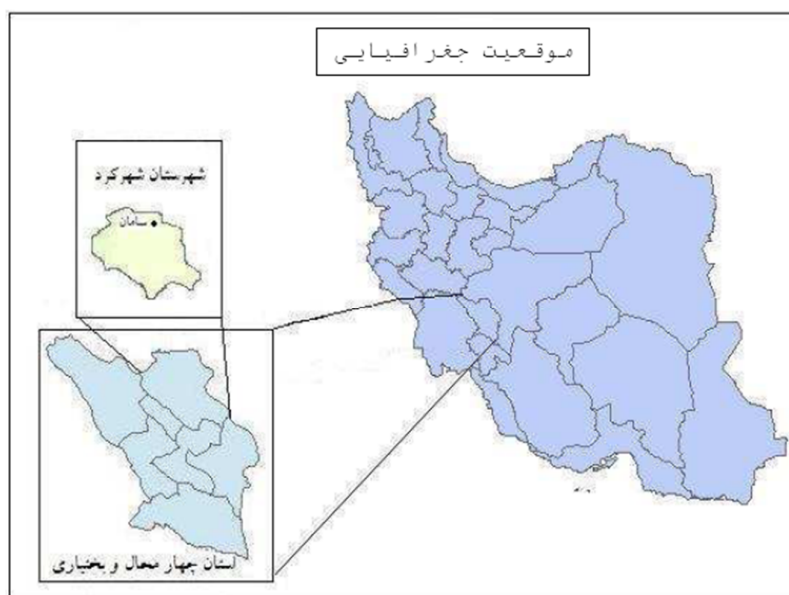 موقعیت جغرافیایی
شهرستان شهرکرد
سامان
استان چهار محال و بختیاری